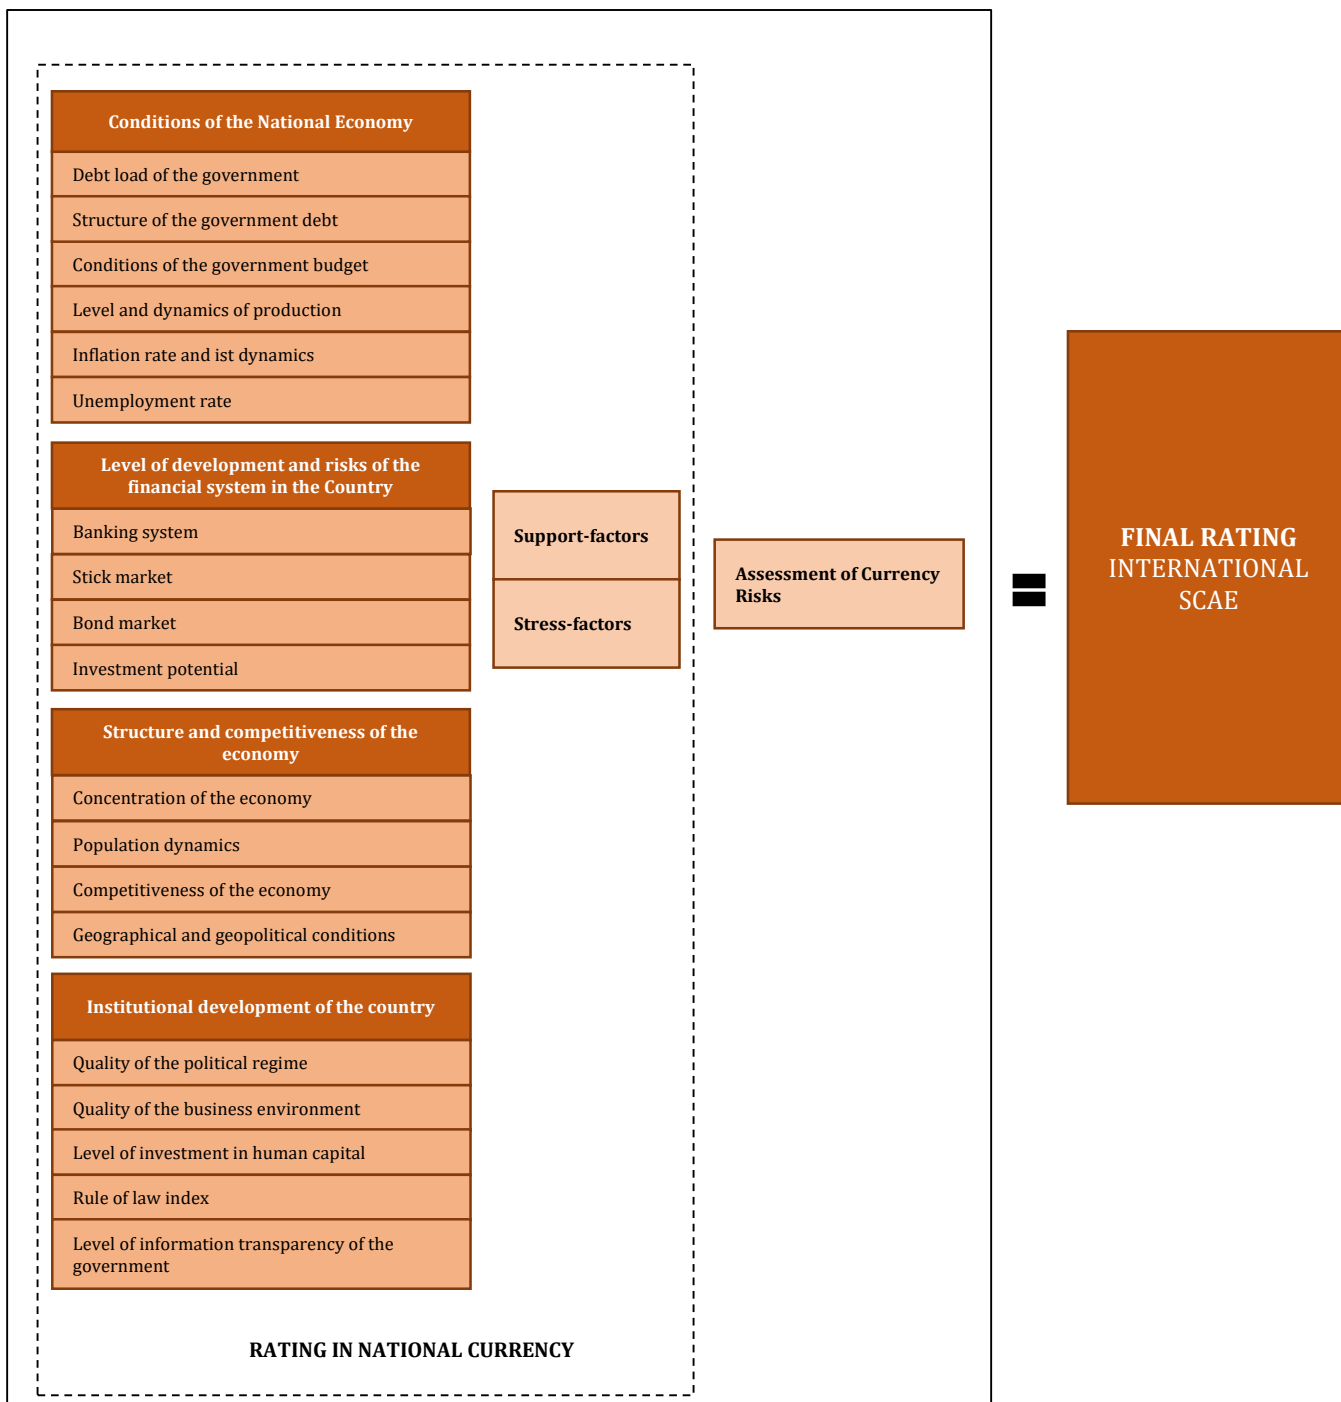 Conditions of the National Economy
Debt load of the government
Structure of the government debt
Conditions of the government budget
Level and dynamics of production
Inflation rate and ist dynamics
Unemployment rate
Level of development and risks of the
financial system in the Country
Banking system
Stick market
Bond market
Investment potential
Structure and competitiveness of the
economy
Concentration of the economy
Population dynamics
Competitiveness of the economy
Geographical and geopolitical conditions
Institutional development of the country
Quality of the political regime
Quality of the business environment
Level of investment in human capital
Rule of law index
Level of information transparency of the
government
Support-factors
Stress-factors
RATING IN NATIONAL CURRENCY
Assessment of Currency
Risks
=
FINAL RATING
INTERNATIONAL
SCAE